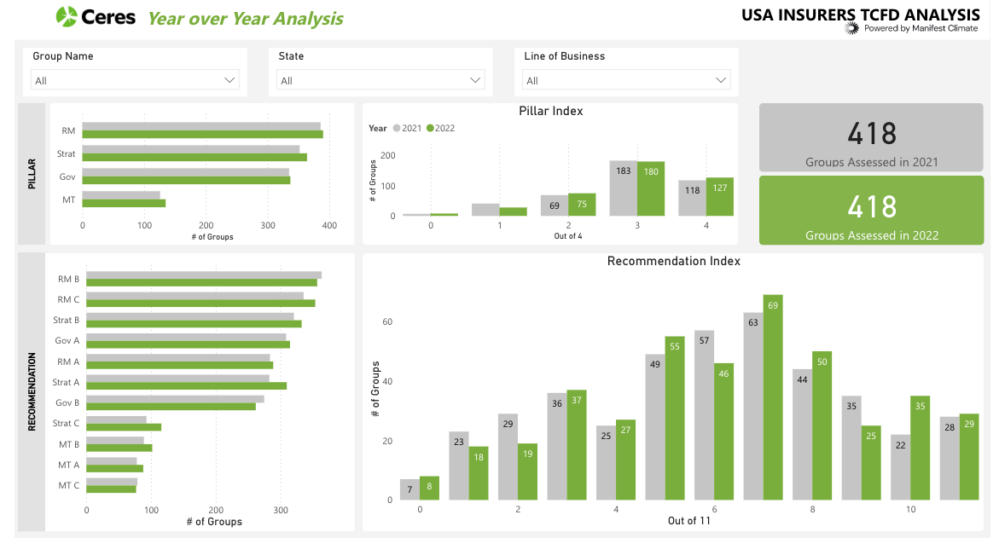 Ceres Year over Year Analysis
USA INSURERS TCFD ANALYSIS
Powered by Manifest Climate
Group Name
All
State
All
Line of Business
All
PILLAR
RM
Strat
Gov
MT
0 100 200 300 400
# of Groups
Pillar Index
Year 2021 2022
# of Groups
200
100
0
69 75 183 180 118 127
0 1 2 3 4
Out of 4
418
Groups Assessed in 2021
418
Groups Assessed in 2022
RECOMMENDATION
RM B
RM C
Strat B
Gov A
RM A
Strat A
Gov B
Strat C
MT B
MT A
MT C
0 100 200 300
# of Groups
Recommendation Index
# of Groups
60
40
20
0
7 8 23 18 29 19 36 37 25 27 49 55 57 46 63 69 44 50 35 25 22 35 28 29
0 2 4 6 8 10
Out of 11